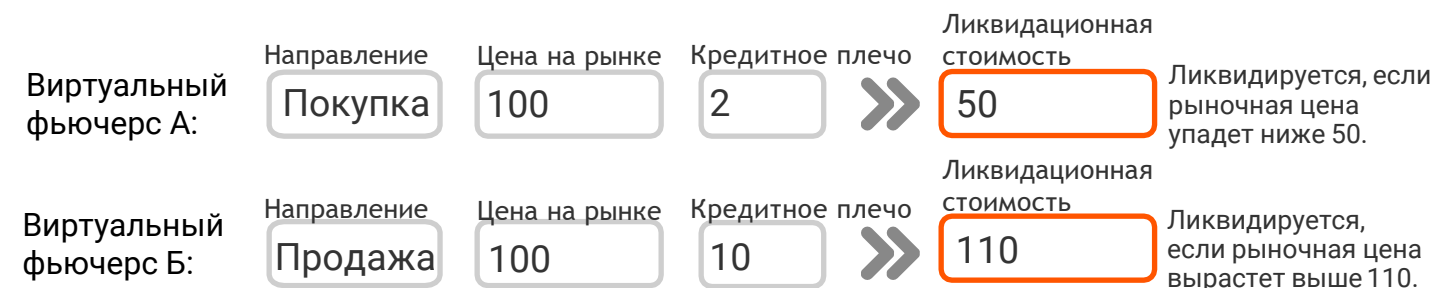 Ликвидационная
Направление Цена на рынке Кредитное плечо стоимость
Виртуальный
фьючерс А:
Покупка 100 2 50
Ликвидируется, если
рыночная цена
упадет ниже 50.
Ликвидационная
Направление Цена на рынке Кредитное плечо стоимость
Виртуальный
фьючерс Б:
Продажа 100 10 110
Ликвидируется,
если рыночная цена
вырастет выше 110.